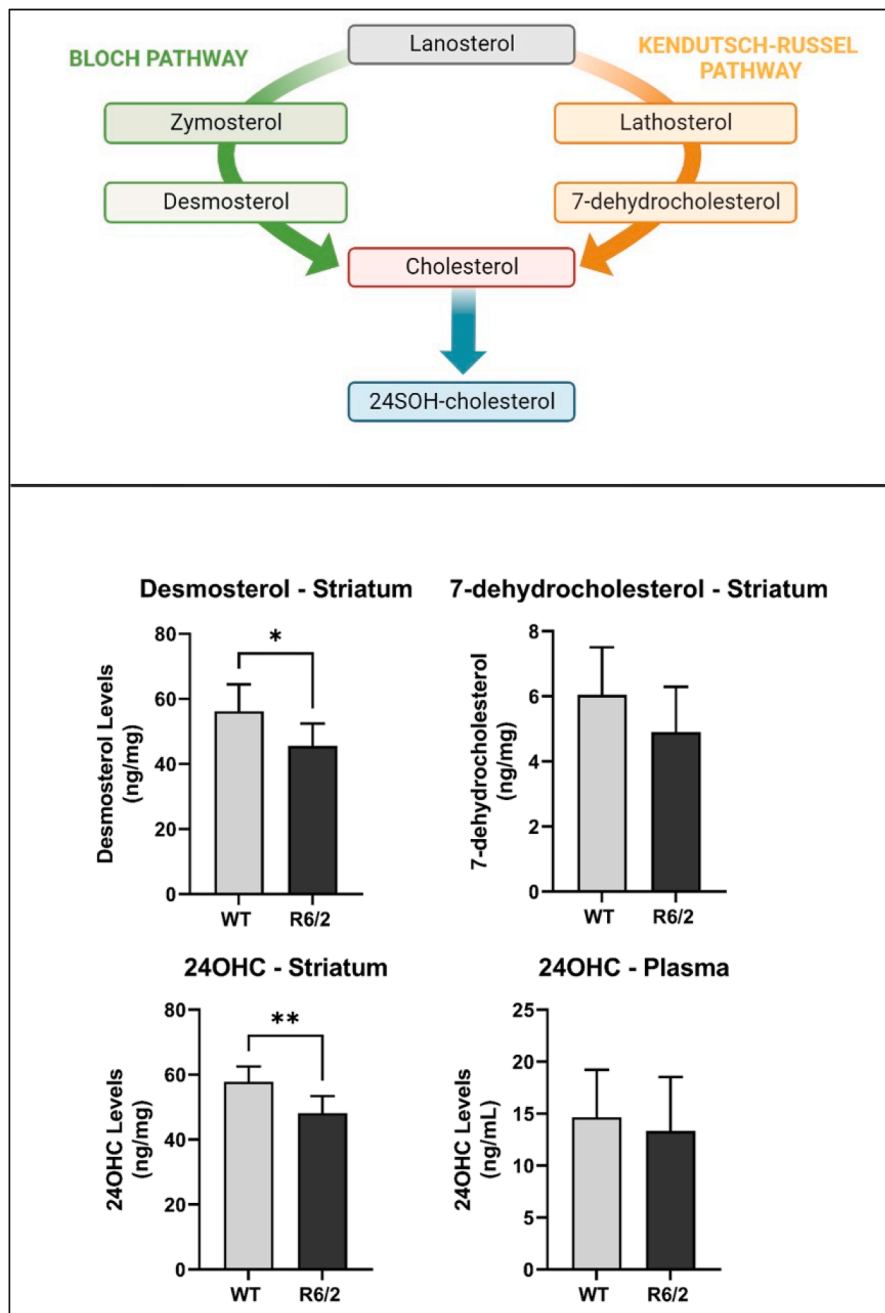 Lanosterol
BLOCH PATHWAY
KENDUTSCH-RUSSEL
PATHWAY
Zymosterol
Lathosterol
Desmosterol
7-dehydrocholesterol
Cholesterol
24SOH-cholesterol
Desmosterol - Striatum
Desmosterol Levels
(ng/mg)
80
60
40
20
0
*
WT
R6/2
7-dehydrocholesterol - Striatum
7-dehydrocholesterol
(ng/mg)
8
6
4
2
0
WT
R6/2
24OHC - Striatum
24OHC Levels
(ng/mg)
80
60
40
20
0
**
WT
R6/2
24OHC - Plasma
24OHC Levels
(ng/mL)
25
20
15
10
5
0
WT
R6/2